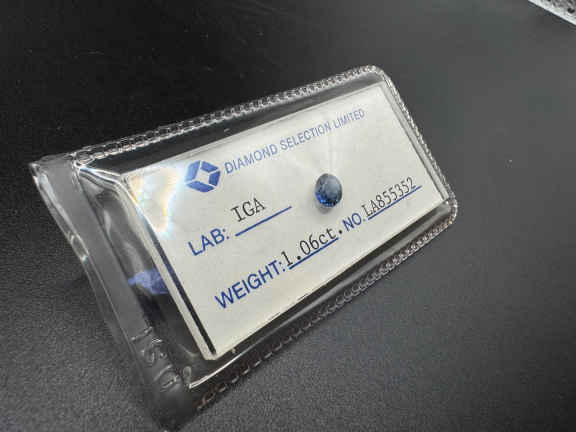 DIAMOND SELECTION LIMITED
LAB: IGA
WEIGHT: 1.06ct. NO. LA855352